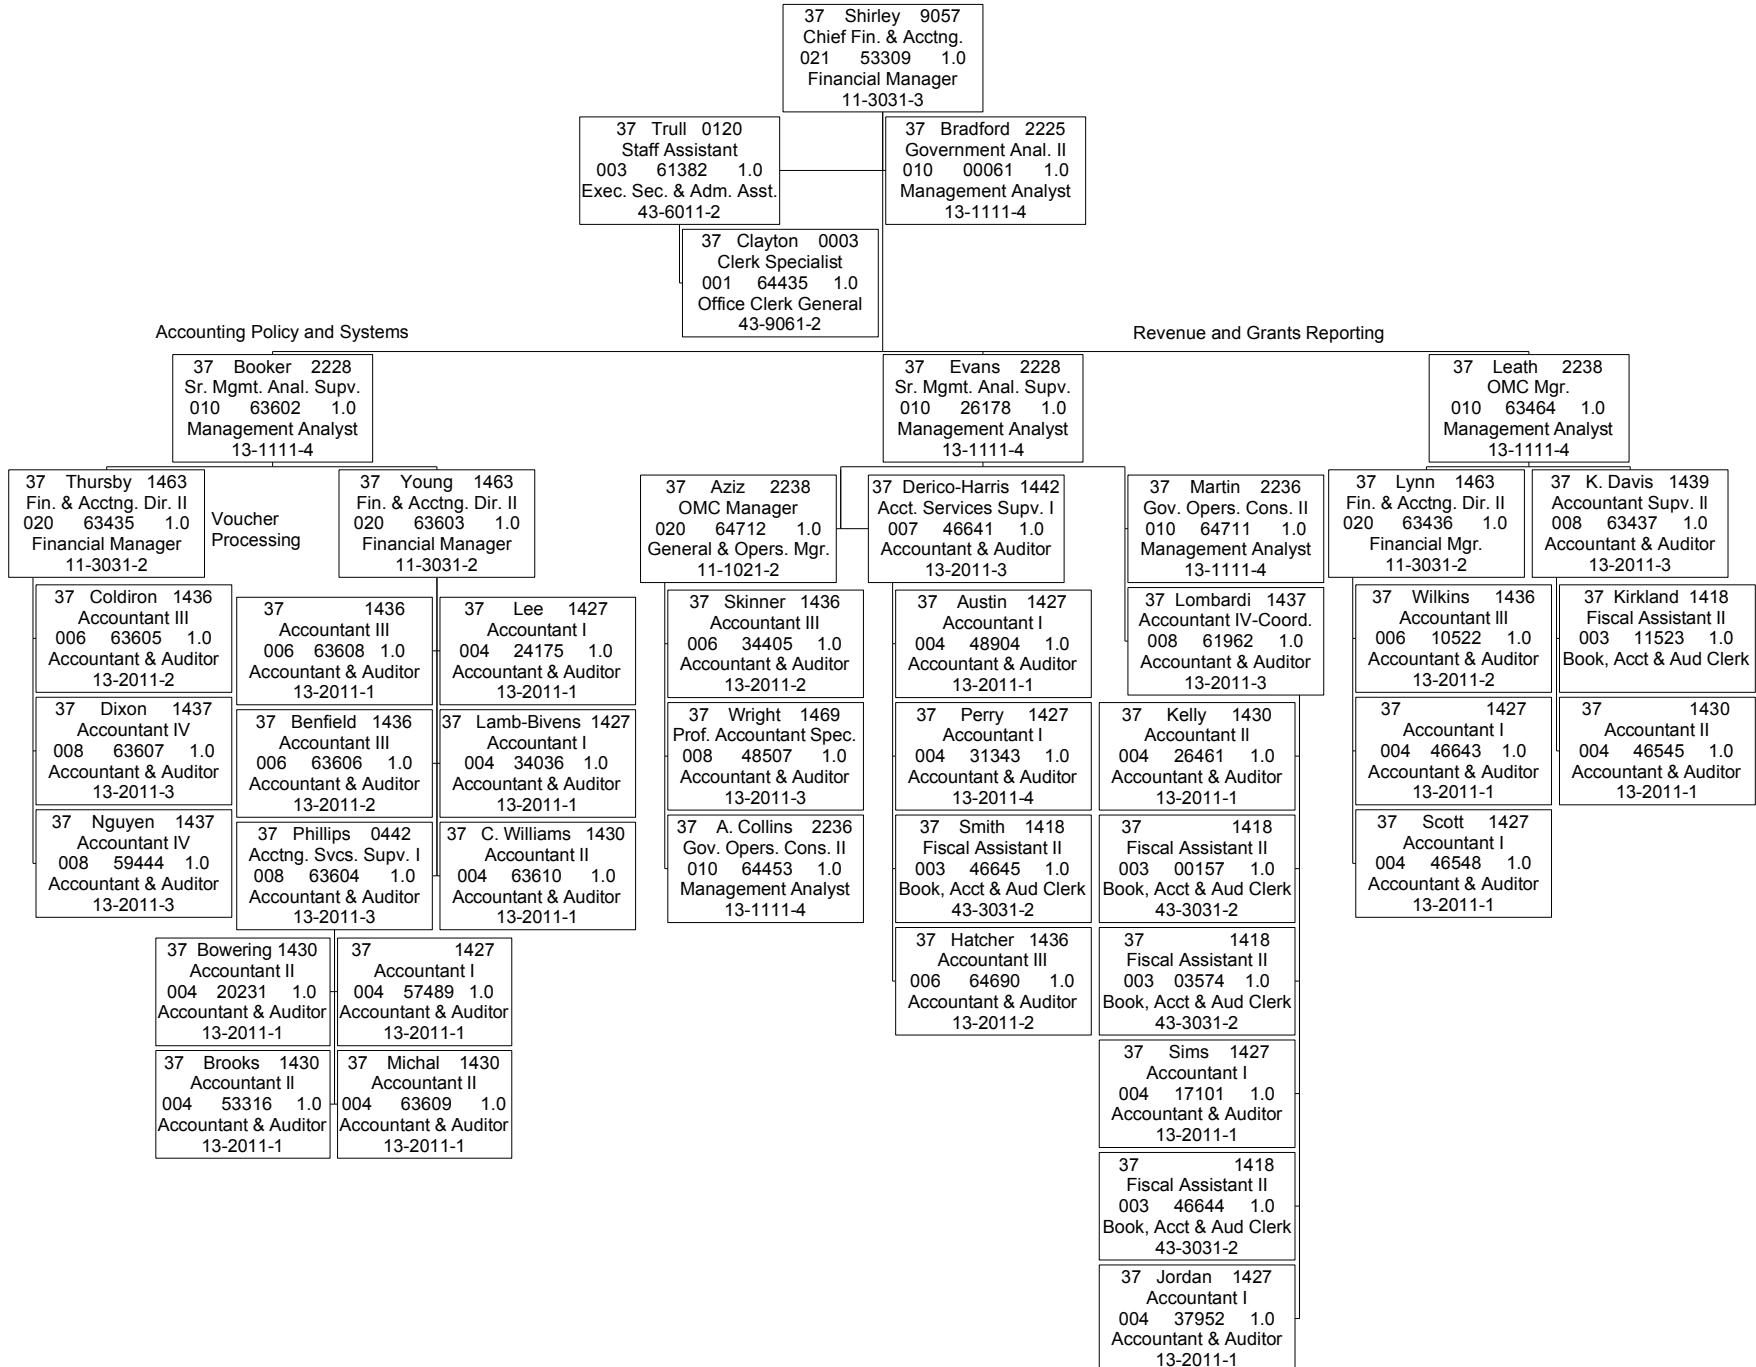 37 Shirley 9057
Chief Fin. & Acctng.
021 53309 1.0
Financial Manager
11-3031-3
37 Trull 0120
Staff Assistant
003 61382 1.0
Exec. Sec. & Adm. Asst.
43-6011-2
37 Bradford 2225
Government Anal. II
010 00061 1.0
Management Analyst
13-1111-4
37 Clayton 0003
Clerk Specialist
001 64435 1.0
Office Clerk General
43-9061-2
Accounting Policy and Systems
Revenue and Grants Reporting
37 Booker 2228
Sr. Mgmt. Anal. Supv.
010 63602 1.0
Management Analyst
13-1111-4
37 Evans 2228
Sr. Mgmt. Anal. Supv.
010 26178 1.0
Management Analyst
13-1111-4
37 Leath 2238
OMC Mgr.
010 63464 1.0
Management Analyst
13-1111-4
37 Thursby 1463
Fin. & Acctng. Dir. II
020 63435 1.0
Financial Manager
11-3031-2
Voucher
Processing
37 Young 1463
Fin. & Acctng. Dir. II
020 63603 1.0
Financial Manager
11-3031-2
37 Aziz 2238
OMC Manager
020 64712 1.0
General & Opers. Mgr.
11-1021-2
37 Derico-Harris 1442
Acct. Services Supv. I
007 46641 1.0
Accountant & Auditor
13-2011-3
37 Martin 2236
Gov. Opers. Cons. II
010 64711 1.0
Management Analyst
13-1111-4
37 Lynn 1463
Fin. & Acctng. Dir. II
020 63436 1.0
Financial Mgr.
11-3031-2
37 K. Davis 1439
Accountant Supv. II
008 63437 1.0
Accountant & Auditor
13-2011-3
37 Coldiron 1436
Accountant III
006 63605 1.0
Accountant & Auditor
13-2011-2
37 Dixon 1437
Accountant IV
008 63607 1.0
Accountant & Auditor
13-2011-3
37 Nguyen 1437
Accountant IV
008 59444 1.0
Accountant & Auditor
13-2011-3
37 1436
Accountant III
006 63608 1.0
Accountant & Auditor
13-2011-1
37 Benfield 1436
Accountant III
006 63606 1.0
Accountant & Auditor
13-2011-2
37 Phillips 0442
Acctng. Svcs. Supv. I
008 63604 1.0
Accountant & Auditor
13-2011-3
37 Lee 1427
Accountant I
004 24175 1.0
Accountant & Auditor
13-2011-1
37 Lamb-Bivens 1427
Accountant I
004 34036 1.0
Accountant & Auditor
13-2011-1
37 C. Williams 1430
Accountant II
004 63610 1.0
Accountant & Auditor
13-2011-1
37 Bowering 1430
Accountant II
004 20231 1.0
Accountant & Auditor
13-2011-1
37 1427
Accountant I
004 57489 1.0
Accountant & Auditor
13-2011-1
37 Brooks 1430
Accountant II
004 53316 1.0
Accountant & Auditor
13-2011-1
37 Michal 1430
Accountant II
004 63609 1.0
Accountant & Auditor
13-2011-1
37 Skinner 1436
Accountant III
006 34405 1.0
Accountant & Auditor
13-2011-2
37 Wright 1469
Prof. Accountant Spec.
008 48507 1.0
Accountant & Auditor
13-2011-3
37 A. Collins 2236
Gov. Opers. Cons. II
010 64453 1.0
Management Analyst
13-1111-4
37 Austin 1427
Accountant I
004 48904 1.0
Accountant & Auditor
13-2011-1
37 Perry 1427
Accountant I
004 31343 1.0
Accountant & Auditor
13-2011-4
37 Smith 1418
Fiscal Assistant II
003 46645 1.0
Book, Acct & Aud Clerk
43-3031-2
37 Hatcher 1436
Accountant III
006 64690 1.0
Accountant & Auditor
13-2011-2
37 Lombardi 1437
Accountant IV-Coord.
008 61962 1.0
Accountant & Auditor
13-2011-3
37 Kelly 1430
Accountant II
004 26461 1.0
Accountant & Auditor
13-2011-1
37 1418
Fiscal Assistant II
003 00157 1.0
Book, Acct & Aud Clerk
43-3031-2
37 1418
Fiscal Assistant II
003 03574 1.0
Book, Acct & Aud Clerk
43-3031-2
37 Sims 1427
Accountant I
004 17101 1.0
Accountant & Auditor
13-2011-1
37 1418
Fiscal Assistant II
003 46644 1.0
Book, Acct & Aud Clerk
43-3031-2
37 Jordan 1427
Accountant I
004 37952 1.0
Accountant & Auditor
13-2011-1
37 Wilkins 1436
Accountant III
006 10522 1.0
Accountant & Auditor
13-2011-2
37 1427
Accountant I
004 46643 1.0
Accountant & Auditor
13-2011-1
37 Scott 1427
Accountant I
004 46548 1.0
Accountant & Auditor
13-2011-1
37 Kirkland 1418
Fiscal Assistant II
003 11523 1.0
Book, Acct & Aud Clerk
37 1430
Accountant II
004 46545 1.0
Accountant & Auditor
13-2011-1